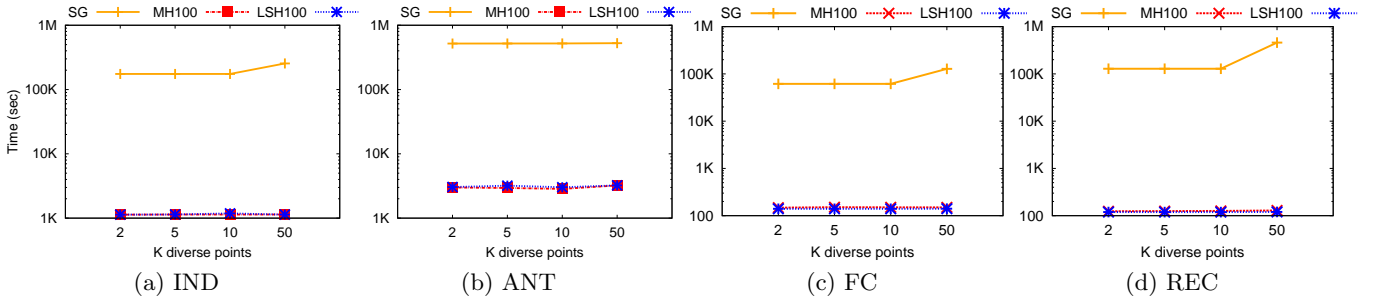 SG MH100 LSH100
1M
100K
10K
1K
Time (sec)
2 5 10 50
K diverse points
(a) IND
SG MH100 LSH100
1M
100K
10K
1K
2 5 10 50
K diverse points
(b) ANT
SG MH100 LSH100
1M
100K
10K
1K
100
2 5 10 50
K diverse points
(c) FC
SG MH100 LSH100
1M
100K
10K
1K
100
2 5 10 50
K diverse points
(d) REC